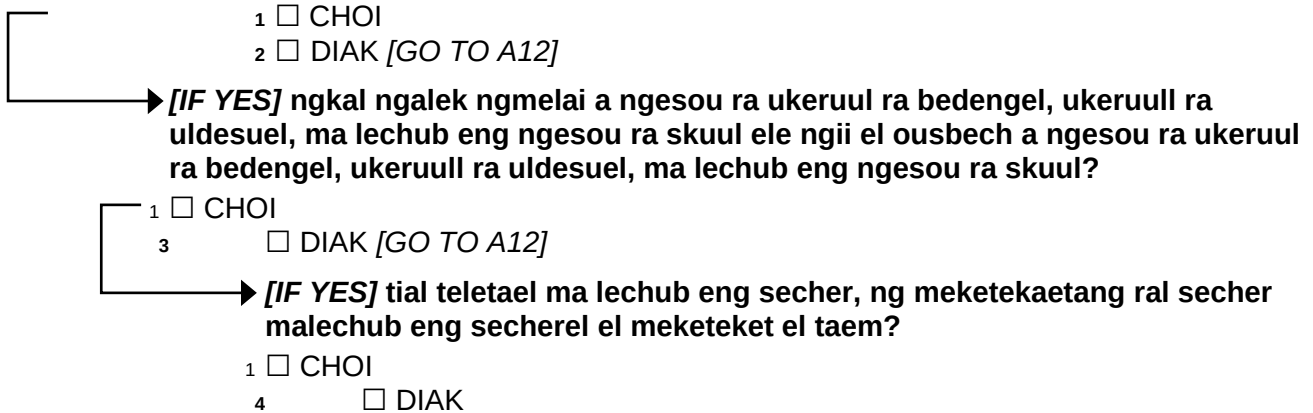 1 ☐ CHOI
2 ☐ DIAK [GO TO A12]
[IF YES] ngkal ngalek ngmelai a ngesou ra ukeruul ra bedengel, ukeruull ra
uldesuel, ma lechub eng ngesou ra skuul ele ngii el ousbech a ngesou ra ukeruul
ra bedengel, ukeruull ra uldesuel, ma lechub eng ngesou ra skuul?
1 ☐ CHOI
3 ☐ DIAK [GO TO A12]
[IF YES] tial teletael ma lechub eng secher, ng meketekaetang ral secher
malechub eng secherel el meketeket el taem?
1 ☐ CHOI
4 ☐ DIAK